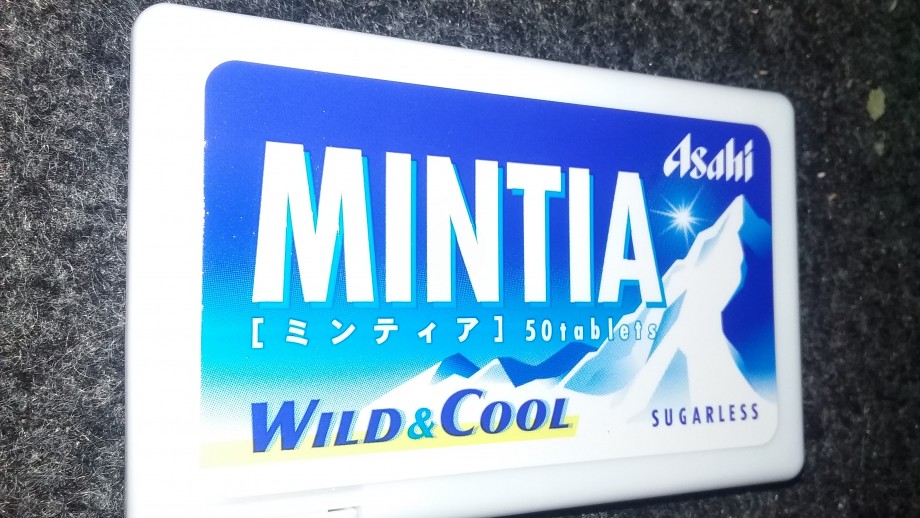 Asahi
MINTIA
[ミンティア] 50tablets
WILD & COOL
SUGARLESS